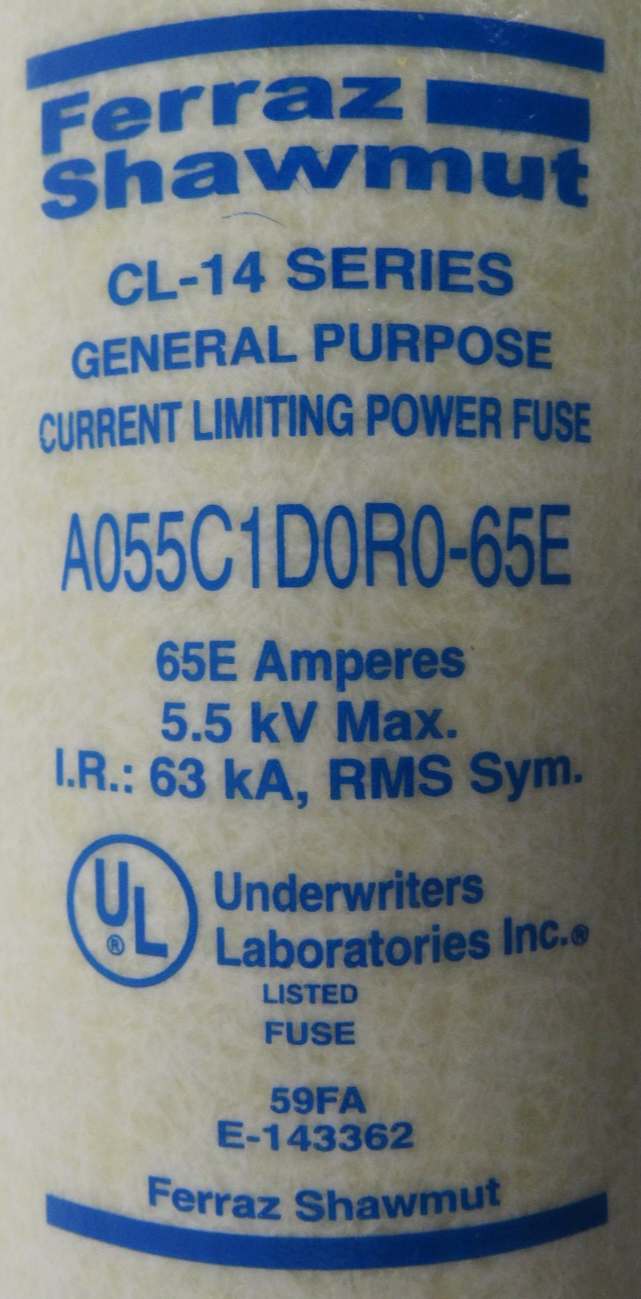 Ferraz
Shawmut
CL-14 SERIES
GENERAL PURPOSE
CURRENT LIMITING POWER FUSE
A055C1D0R0-65E
65E Amperes
5.5 kV Max.
I.R.: 63 kA, RMS Sym.
UL®
Underwriters
Laboratories Inc.®
LISTED
FUSE
59FA
E-143362
Ferraz Shawmut